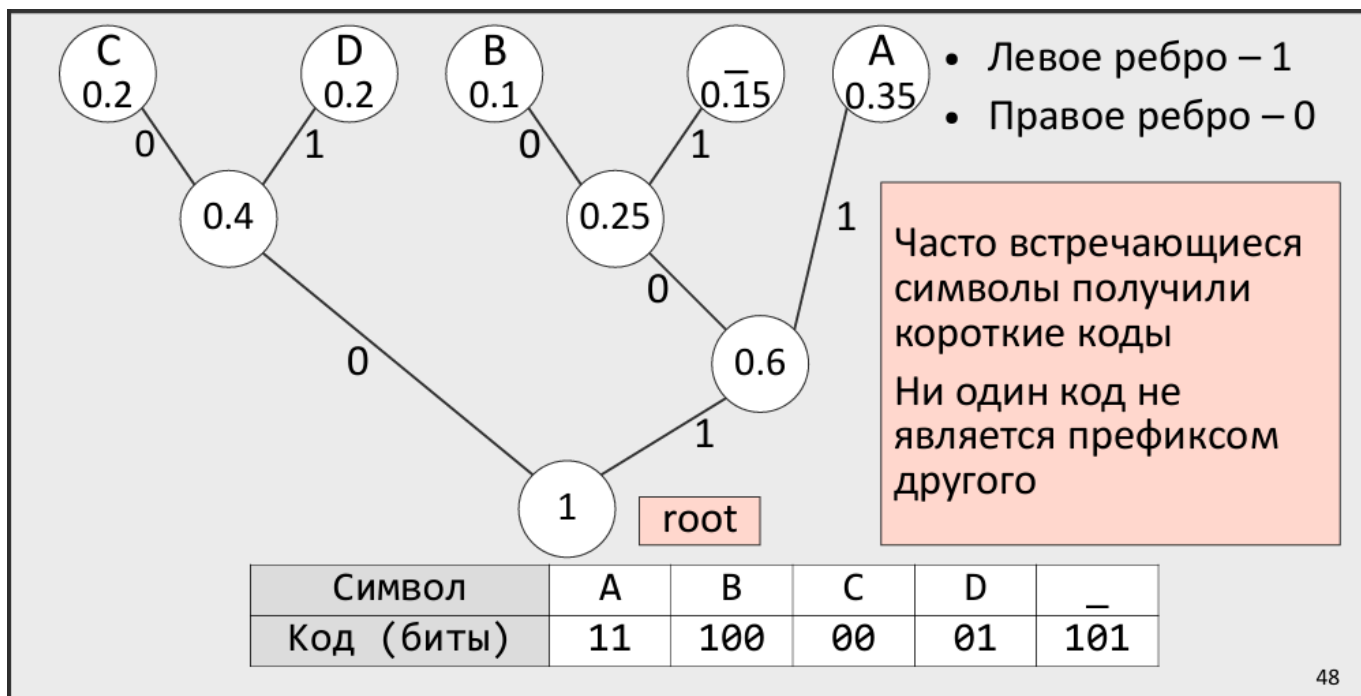 C D B _ A
0.2 0.2 0.1 0.15 0.35
• Левое ребро – 1
• Правое ребро – 0
0 1 0 1
0.4 0.25 1
Часто встречающиеся
символы получили
короткие коды
Ни один код не
является префиксом
другого
0
0 0.6
1
1 root
Символ A B C D _
Код (биты) 11 100 00 01 101
48